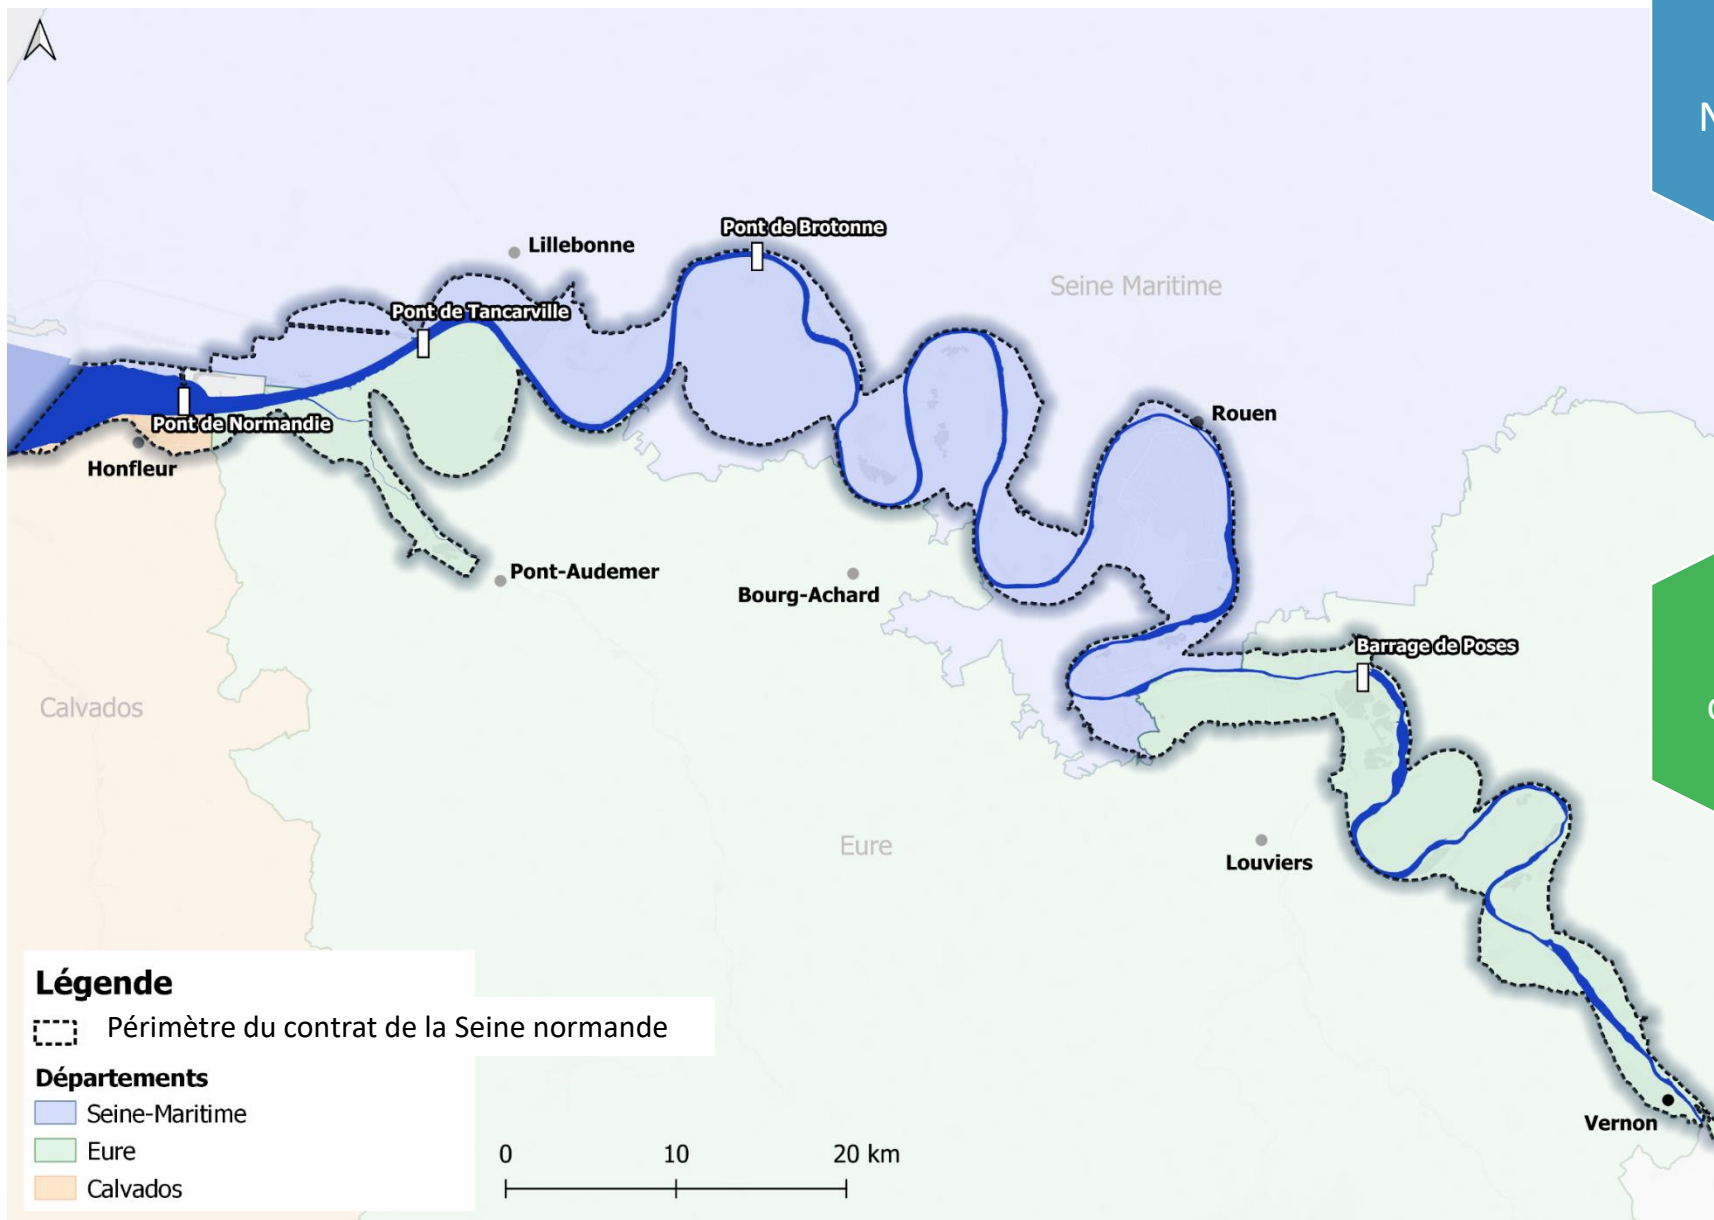 N
Pont de Brotonne
Lillebonne
Seine Maritime
Pont de Tancarville
Rouen
Pont de Normandie
Honfleur
Pont-Audemer
Bourg-Achard
Barrage de Poses
Calvados
Eure
Louviers
Légende
Périmètre du contrat de la Seine normande
Départements
Seine-Maritime
Eure
Calvados
0 10 20 km
Vernon